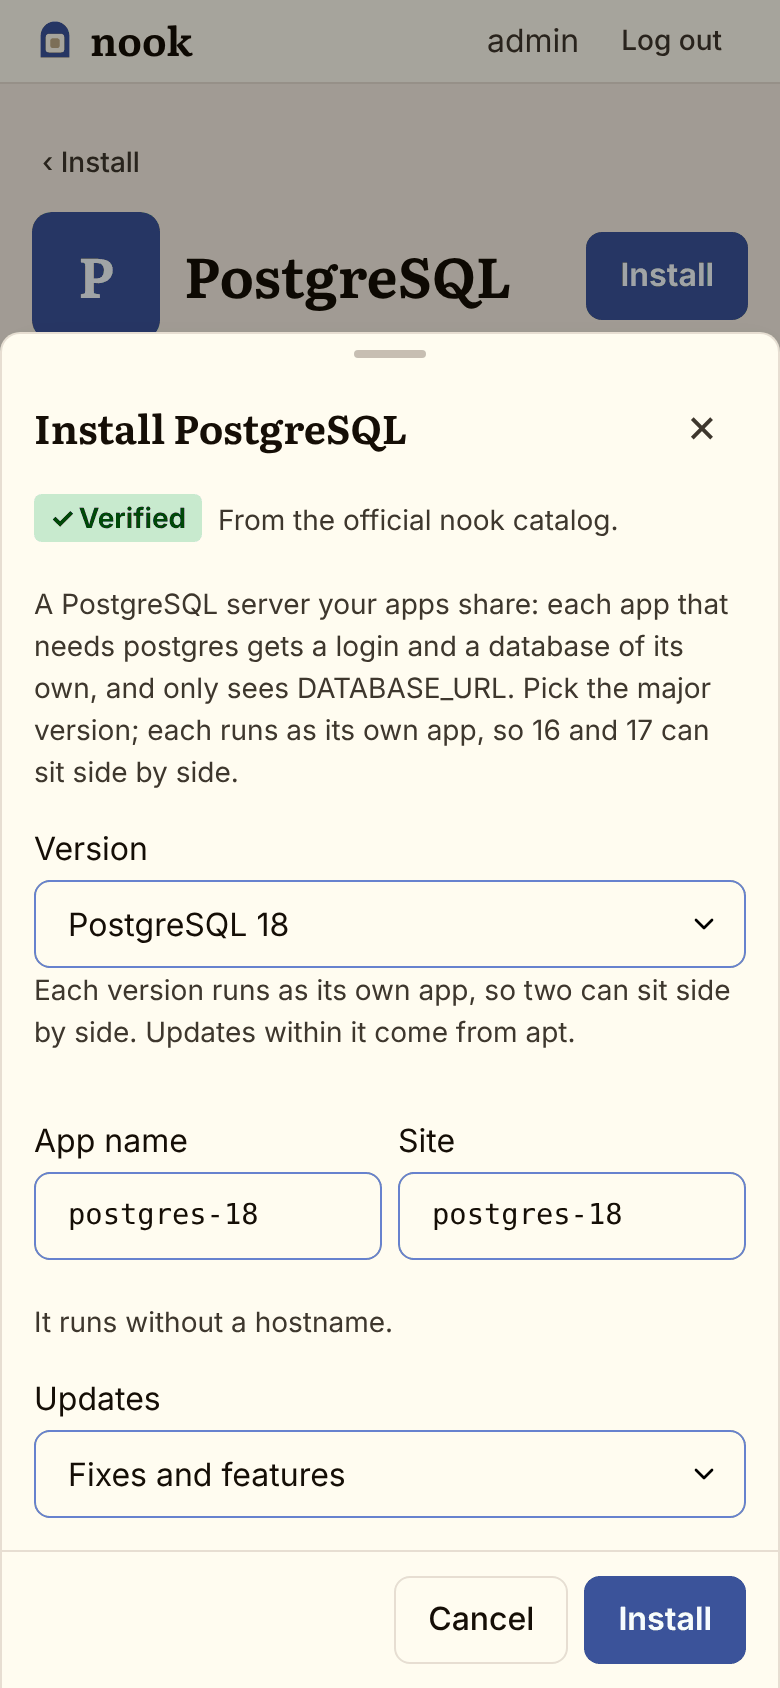 nook
admin
Log out
‹ Install
P
PostgreSQL
Install
Install PostgreSQL
✕
✓ Verified
From the official nook catalog.
A PostgreSQL server your apps share: each app that
needs postgres gets a login and a database of its
own, and only sees DATABASE_URL. Pick the major
version; each runs as its own app, so 16 and 17 can
sit side by side.
Version
PostgreSQL 18
Each version runs as its own app, so two can sit side
by side. Updates within it come from apt.
App name
Site
postgres-18
postgres-18
It runs without a hostname.
Updates
Fixes and features
Cancel
Install